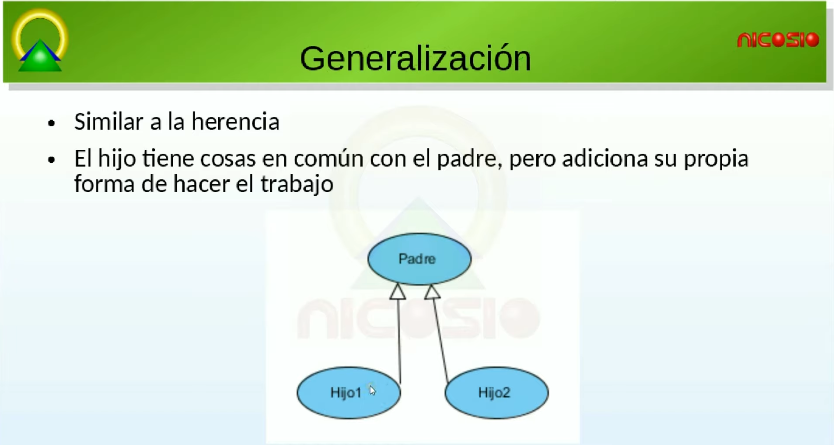 Generalización
NICOSIO
• Similar a la herencia
• El hijo tiene cosas en común con el padre, pero adiciona su propia
forma de hacer el trabajo
Padre
NICOSIO
Hijo1
Hijo2